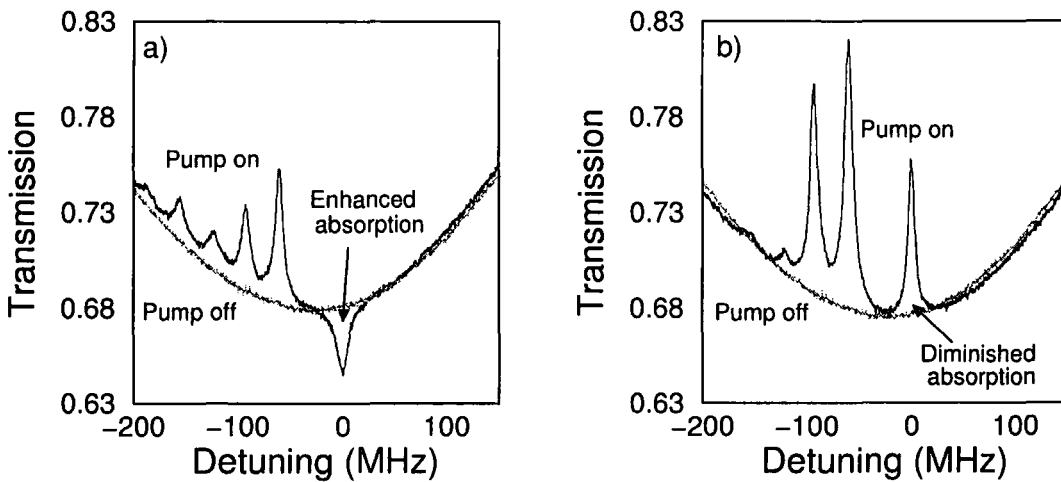 a)
Transmission
0.83
0.78
0.73
0.68
0.63
Pump on
Enhanced
absorption
Pump off
−200
−100
0
100
Detuning (MHz)
b)
Transmission
0.83
0.78
0.73
0.68
0.63
Pump on
Pump off
Diminished
absorption
−200
−100
0
100
Detuning (MHz)